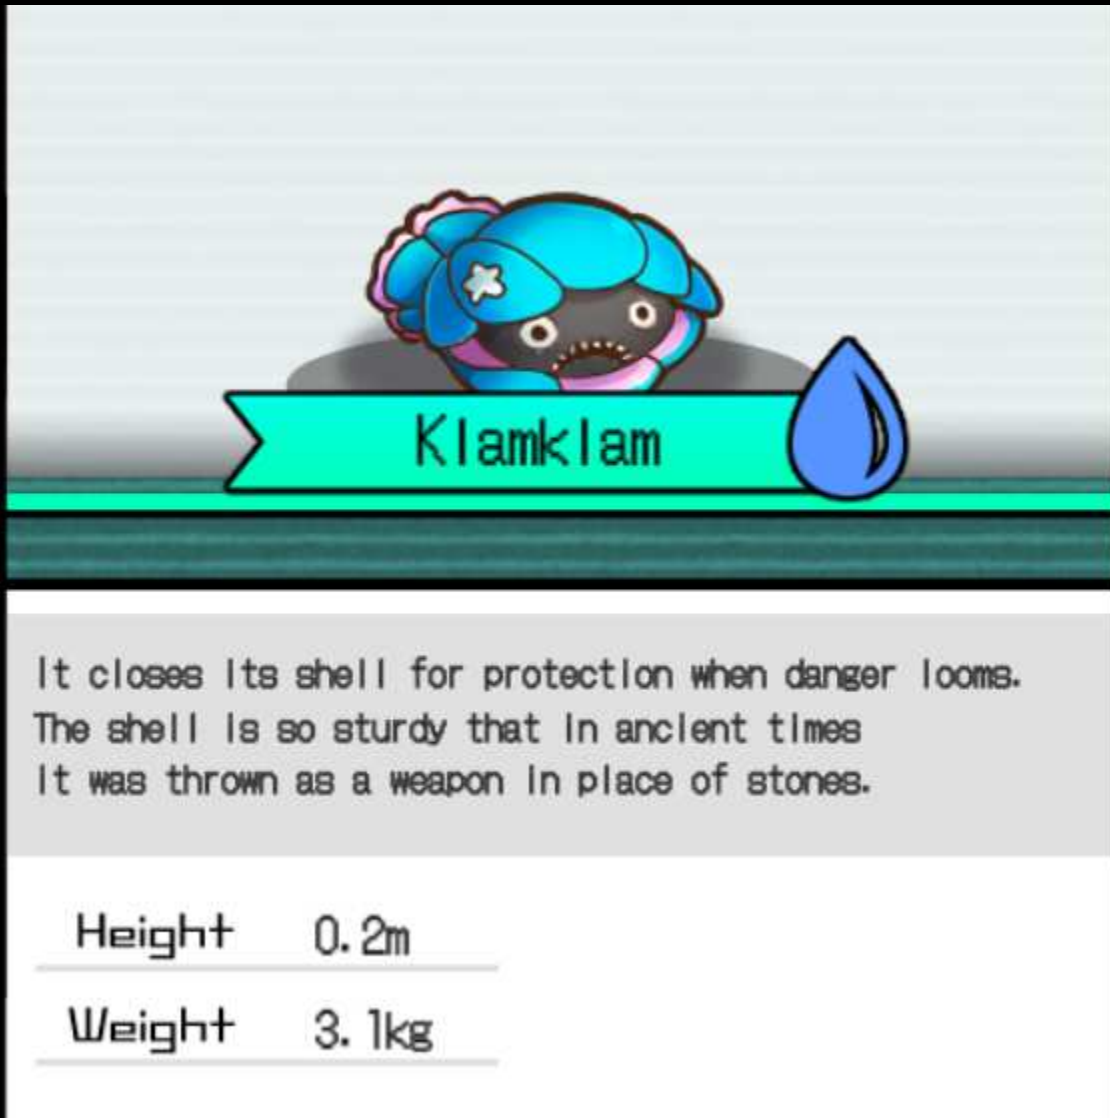 Klamklam
It closes its shell for protection when danger looms.
The shell is so sturdy that in ancient times
it was thrown as a weapon in place of stones.
Height 0.2m
Weight 3.1kg